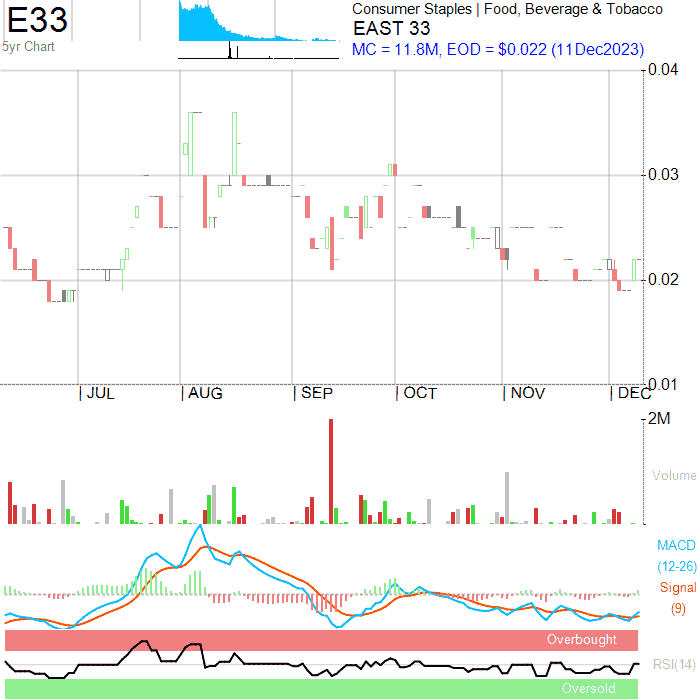 E33
5yr Chart
Consumer Staples | Food, Beverage & Tobacco
EAST 33
MC = 11.8M, EOD = $0.022 (11Dec2023)
0.04
0.03
0.02
0.01
| JUL | AUG | SEP | OCT | NOV | DEC
2M
Volume
MACD
(12-26)
Signal
(9)
Overbought
RSI(14)
Oversold